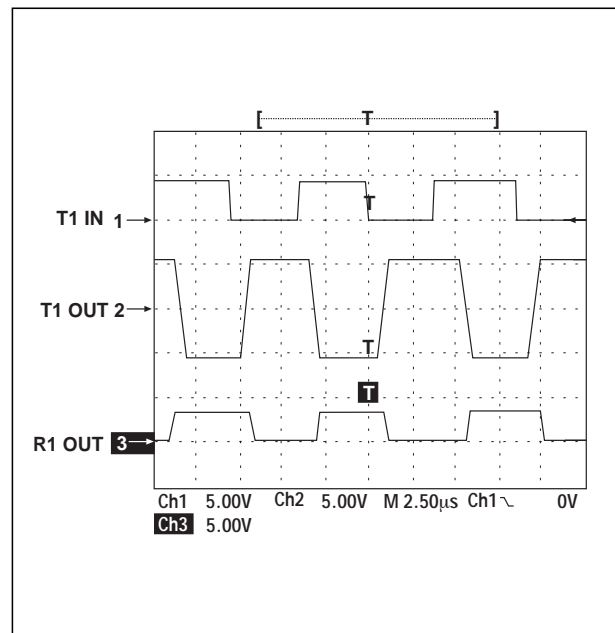 [ T ]
T1 IN 1
T
T1 OUT 2
T
T
R1 OUT 3
Ch1 5.00V Ch2 5.00V M 2.50µs Ch1 0V
Ch3 5.00V